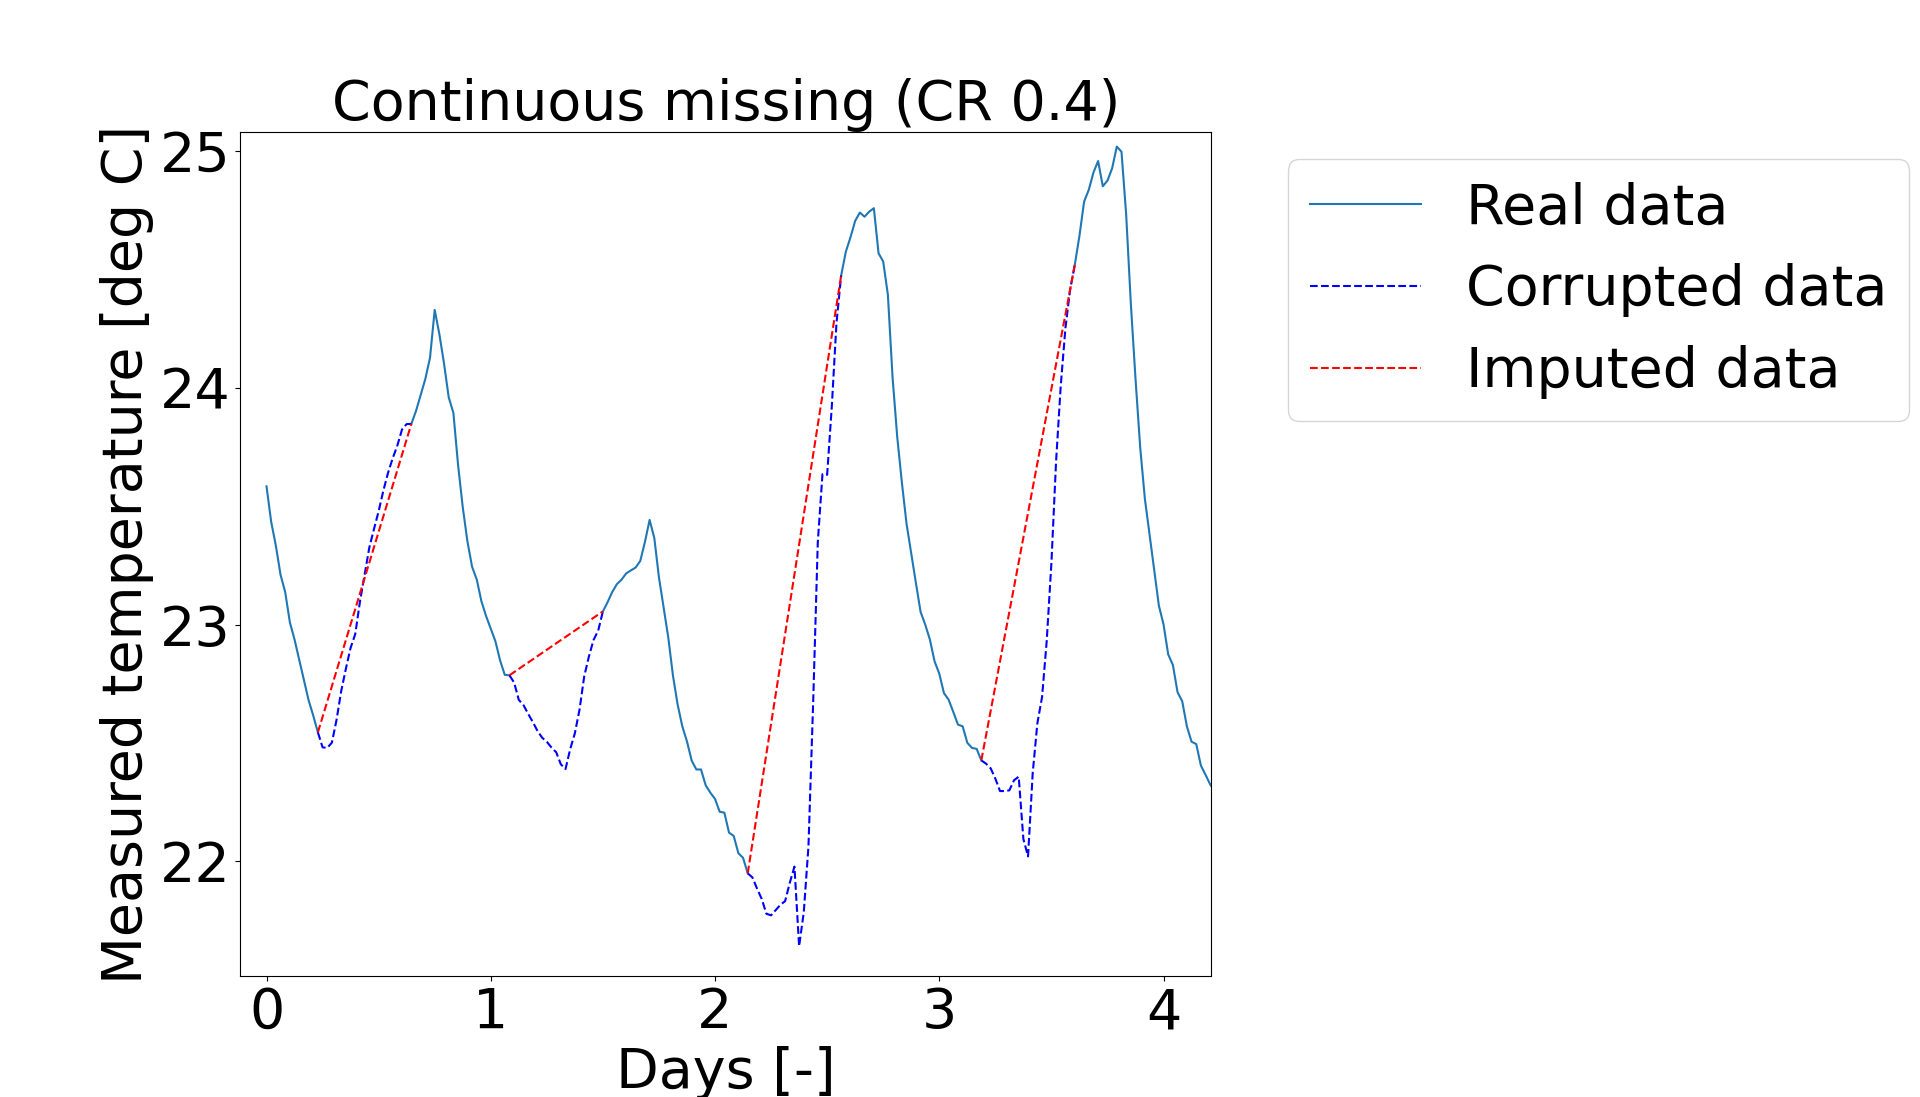 Continuous missing (CR 0.4)
Measured temperature [deg C]
25
24
23
22
0 1 2 3 4
Days [-]
Real data
Corrupted data
Imputed data